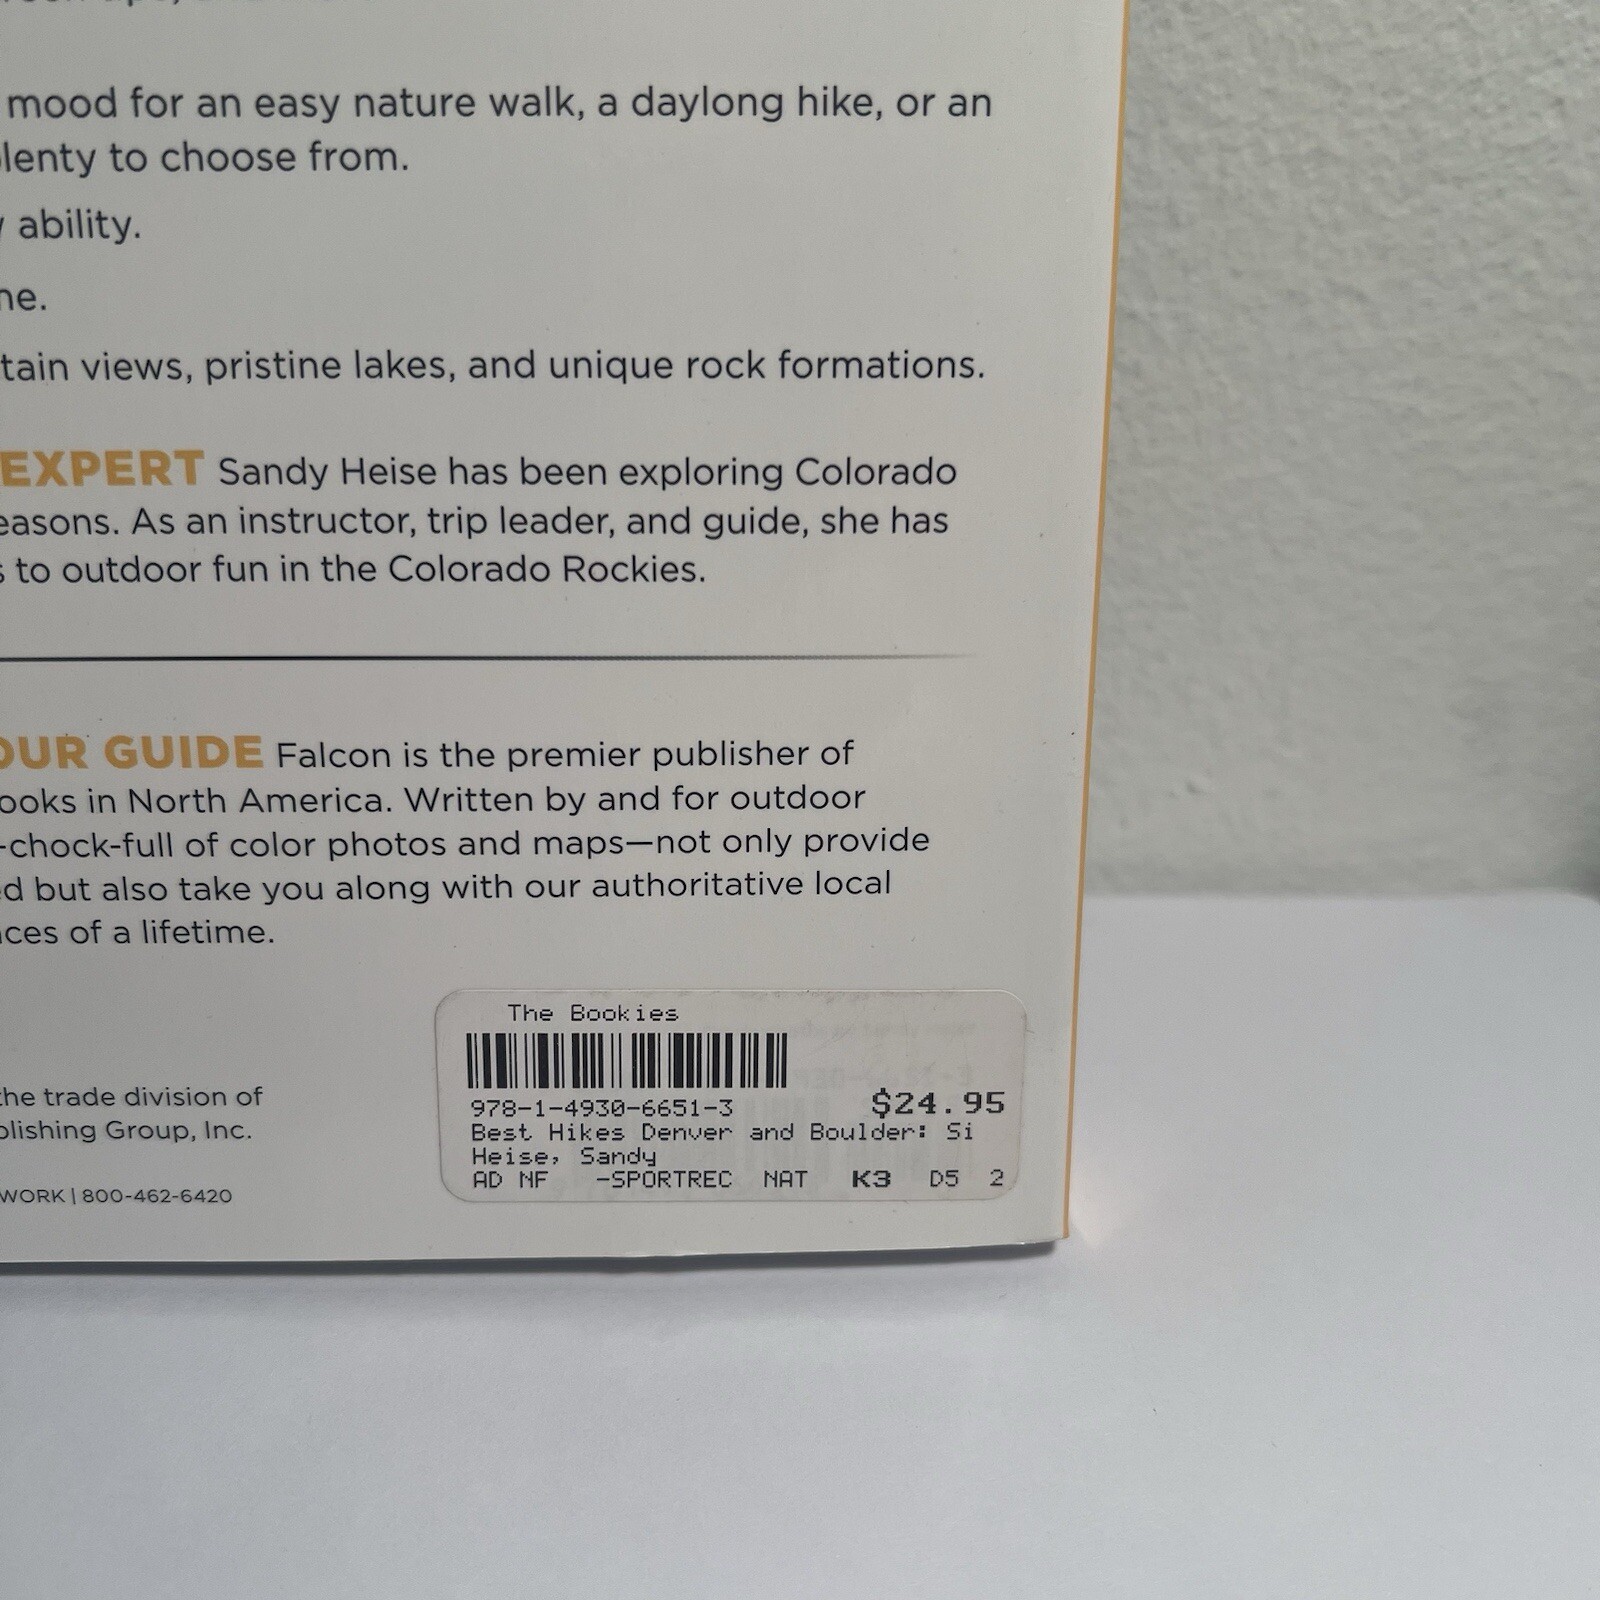 mood for an easy nature walk, a daylong hike, or an
plenty to choose from.
ability.
tain views, pristine lakes, and unique rock formations.
EXPERT Sandy Heise has been exploring Colorado
easons. As an instructor, trip leader, and guide, she has
s to outdoor fun in the Colorado Rockies.
OUR GUIDE Falcon is the premier publisher of
ooks in North America. Written by and for outdoor
-chock-full of color photos and maps—not only provide
ed but also take you along with our authoritative local
nces of a lifetime.
the trade division of
blishing Group, Inc.
WORK | 800-462-6420
The Bookies
978-1-4930-6651-3 $24.95
Best Hikes Denver and Boulder: Si
Heise, Sandy
AD NF -SPORTREC NAT K3 D5 2